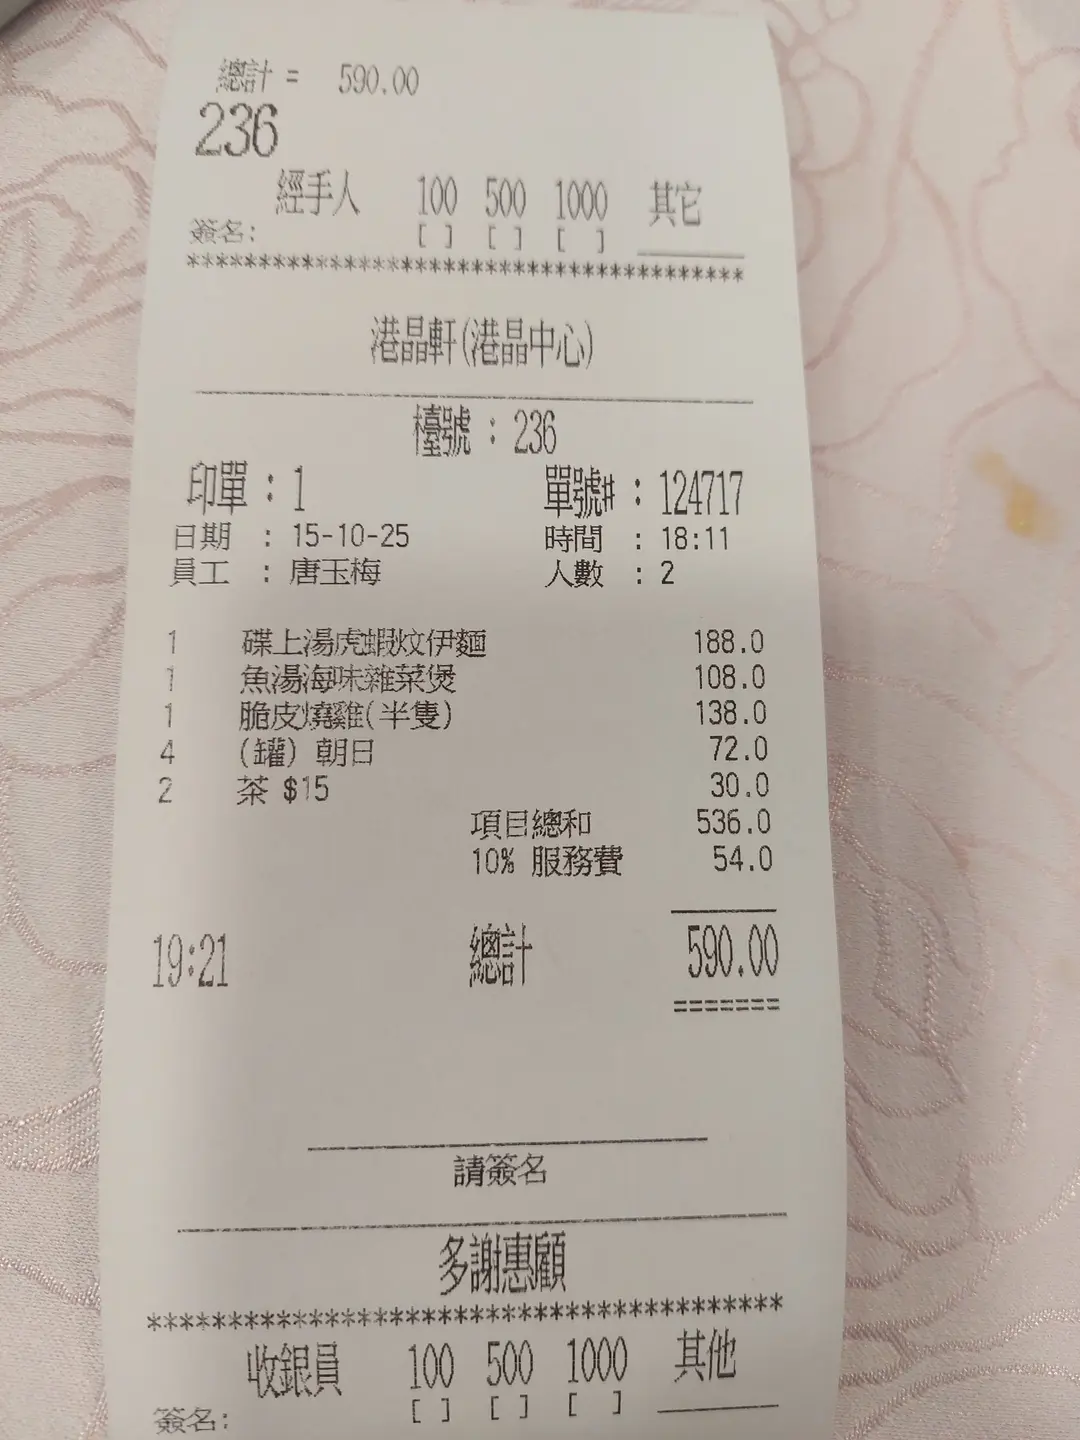 總計 = 590.00
236
經手人 100 500 1000 其它
簽名: [ ] [ ] [ ] ______
***************************************
港晶軒(港晶中心)
檯號 : 236
印單 : 1 單號# : 124717
日期 : 15-10-25 時間 : 18:11
員工 : 唐玉梅 人數 : 2
1 碟上湯虎蝦炆伊麵 188.0
1 魚湯海味雜菜煲 108.0
1 脆皮燒雞(半隻) 138.0
4 (罐) 朝日 72.0
2 茶 $15 30.0
項目總和 536.0
10% 服務費 54.0
19:21 總計 590.00
=======
請簽名
多謝惠顧
****************************************
收銀員 100 500 1000 其他
簽名: [ ] [ ] [ ] ______